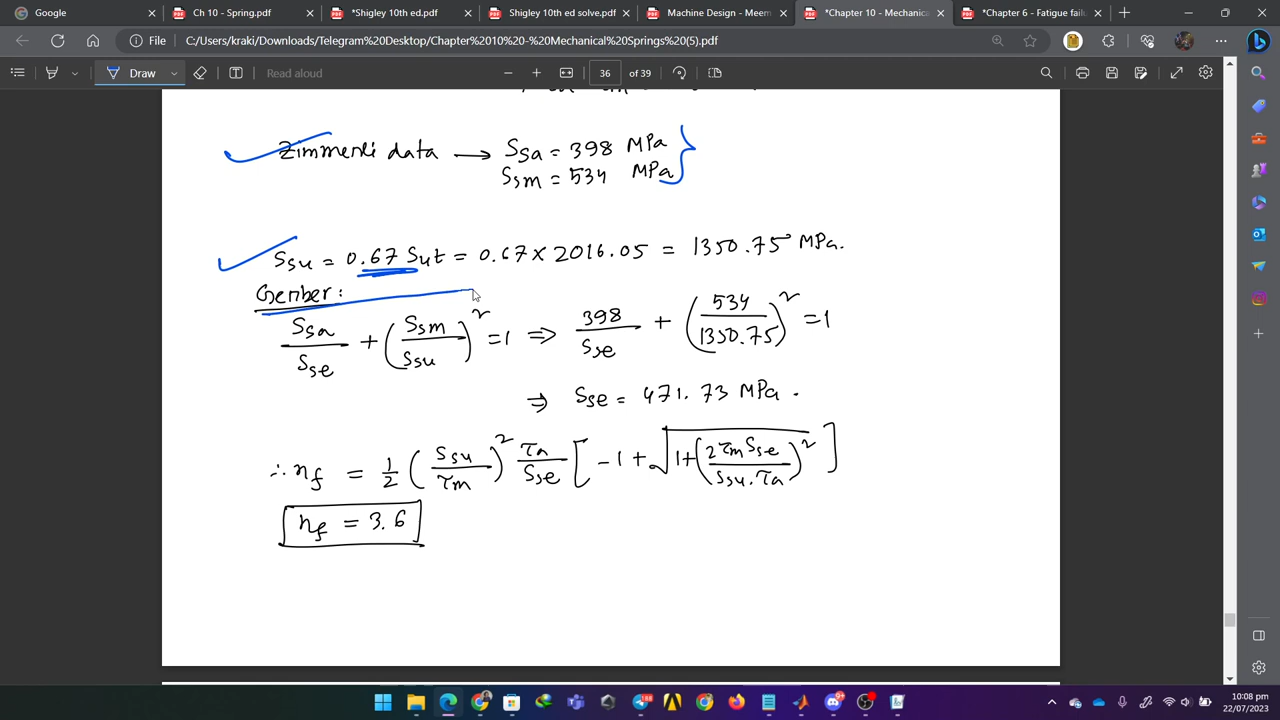 Google
Ch 10 - Spring.pdf
*Shigley 10th ed.pdf
Shigley 10th ed solve.pdf
Machine Design - Meem
*Chapter 10 - Mechanica
*Chapter 6 - Fatigue failu
File C:/Users/kraki/Downloads/Telegram%20Desktop/Chapter%2010%20-%20Mechanical%20Springs%20(5).pdf
Draw Read aloud 36 of 39
Zimmerli data → Ssa = 398 MPa
Ssm = 534 MPa
Ssu = 0.67 Sut = 0.67 × 2016.05 = 1350.75 MPa.
Gerber:
Ssa/Sse + (Ssm/Ssu)² = 1 ⇒ 398/Sse + (534/1350.75)² = 1
⇒ Sse = 471.73 MPa.
∴ nf = 1/2 (Ssu/τm)² τa/Sse [-1 + √1+(2τm Sse/Ssu.τa)²]
nf = 3.6
10:08 pm
22/07/2023